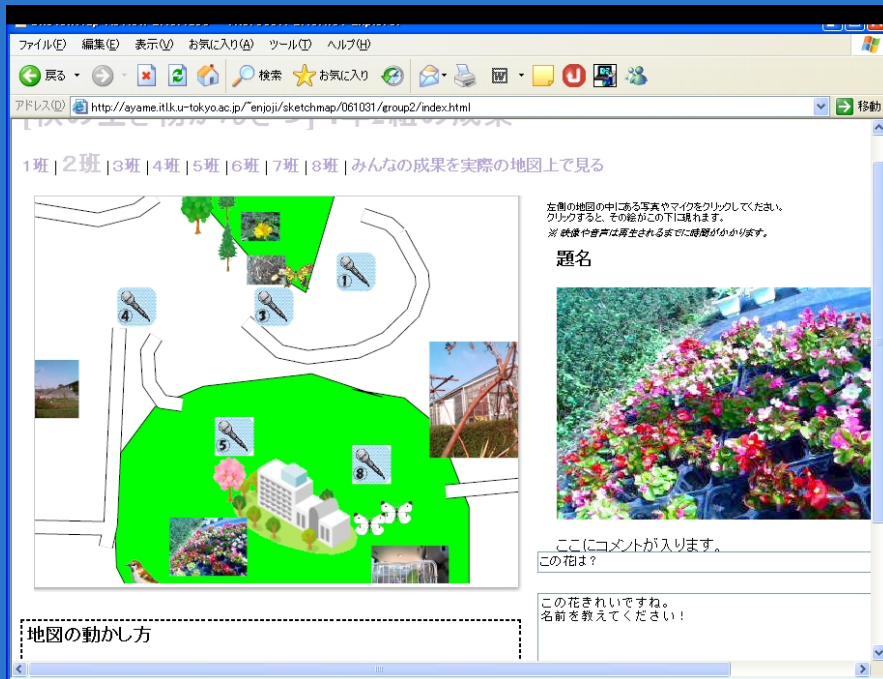 ファイル(F) 編集(E) 表示(V) お気に入り(A) ツール(T) ヘルプ(H)
戻る 検索 お気に入り
アドレス(D) http://ayame.itl.k.u-tokyo.ac.jp/~enjoji/sketchmap/061031/group2/index.html 移動
1班 | 2班 | 3班 | 4班 | 5班 | 6班 | 7班 | 8班 | みんなの成果を実際の地図上で見る
左側の地図の中にある写真やマイクをクリックしてください。
クリックすると、その絵がこの下に現れます。
※ 映像や音声は再生されるまでに時間がかかります。
題名
①
④
③
⑤
⑧
ここにコメントが入ります。
この花は？
この花きれいですね。
名前を教えてください！
地図の動かし方